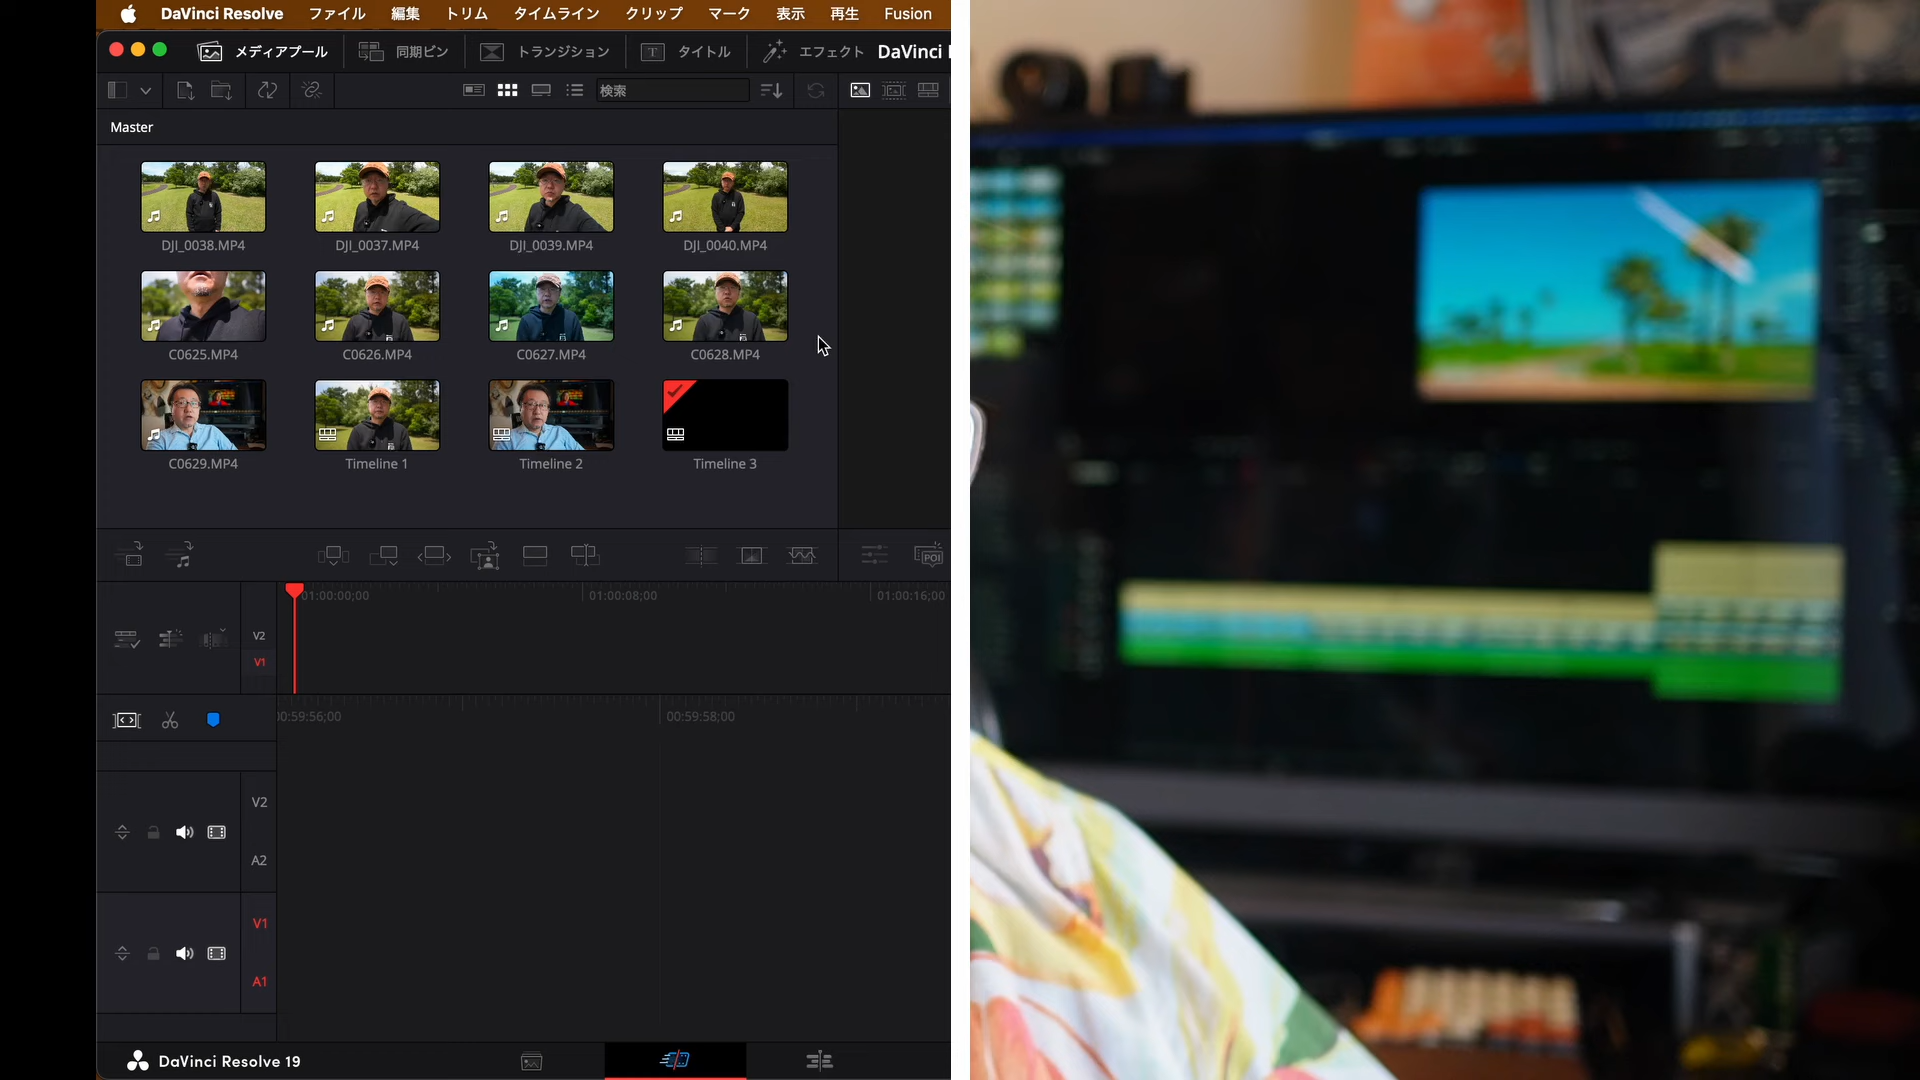 DaVinci Resolve ファイル 編集 トリム タイムライン クリップ マーク 表示 再生 Fusion
メディアプール 同期ビン トランジション T タイトル エフェクト DaVinci
検索
Master
DJI_0038.MP4 DJI_0037.MP4 DJI_0039.MP4 DJI_0040.MP4
C0625.MP4 C0626.MP4 C0627.MP4 C0628.MP4
C0629.MP4 Timeline 1 Timeline 2 Timeline 3
POI
01:00:00;00 01:00:08;00 01:00:16;00
V2
V1
00:59:56;00 00:59:58;00
V2
A2
V1
A1
DaVinci Resolve 19